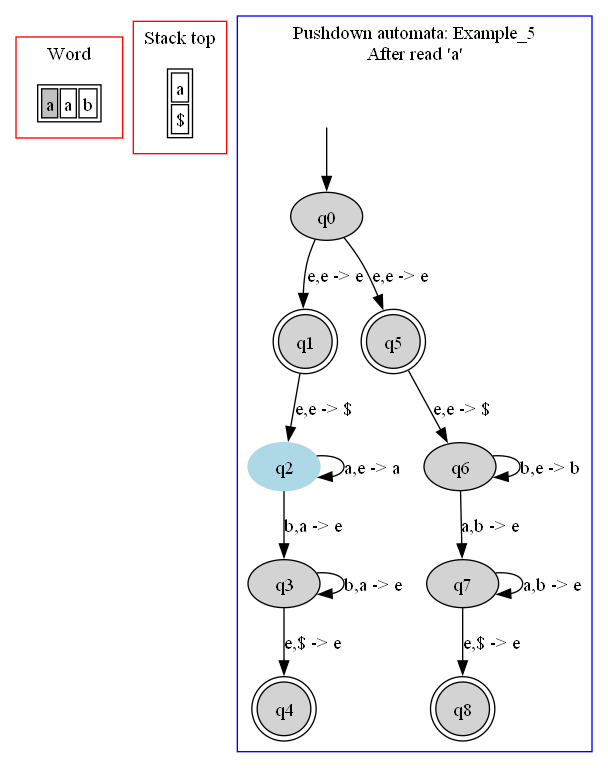 Word
a a b
Stack top
a
$
Pushdown automata: Example_5
After read 'a'
q0
e,e -> e e,e -> e
q1 q5
e,e -> $ e,e -> $
q2 a,e -> a q6 b,e -> b
b,a -> e a,b -> e
q3 b,a -> e q7 a,b -> e
e,$ -> e e,$ -> e
q4 q8